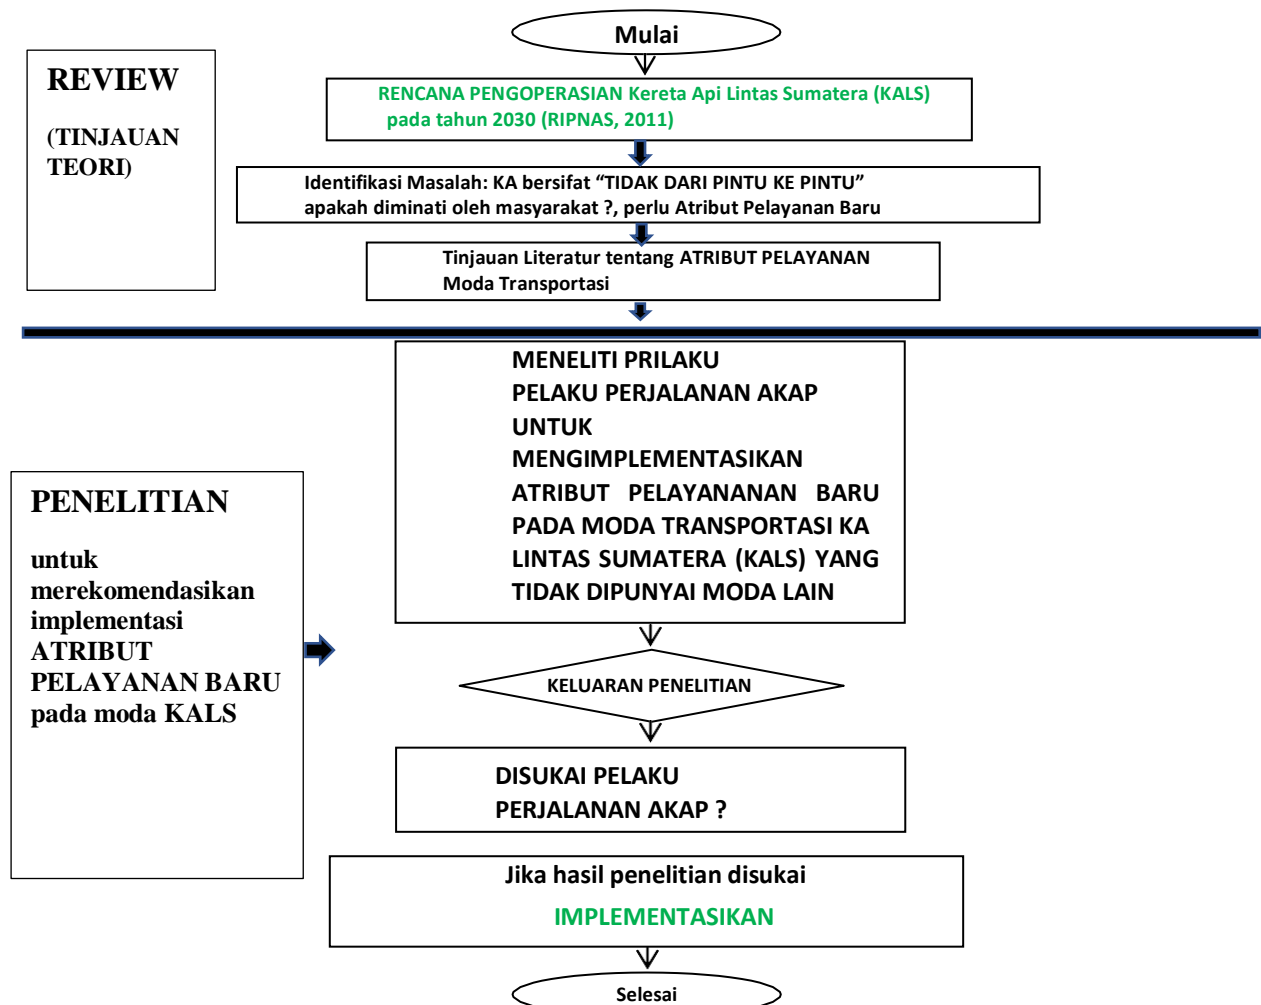 Mulai
REVIEW
(TINJAUAN
TEORI)
RENCANA PENGOPERASIAN Kereta Api Lintas Sumatera (KALS)
pada tahun 2030 (RIPNAS, 2011)
Identifikasi Masalah: KA bersifat “TIDAK DARI PINTU KE PINTU”
apakah diminati oleh masyarakat ?, perlu Atribut Pelayanan Baru
Tinjauan Literatur tentang ATRIBUT PELAYANAN
Moda Transportasi
MENELITI PRILAKU
PELAKU PERJALANAN AKAP
UNTUK
MENGIMPLEMENTASIKAN
ATRIBUT PELAYANANAN BARU
PADA MODA TRANSPORTASI KA
LINTAS SUMATERA (KALS) YANG
TIDAK DIPUNYAI MODA LAIN
PENELITIAN
untuk
merekomendasikan
implementasi
ATRIBUT
PELAYANAN BARU
pada moda KALS
KELUARAN PENELITIAN
DISUKAI PELAKU
PERJALANAN AKAP ?
Jika hasil penelitian disukai
IMPLEMENTASIKAN
Selesai